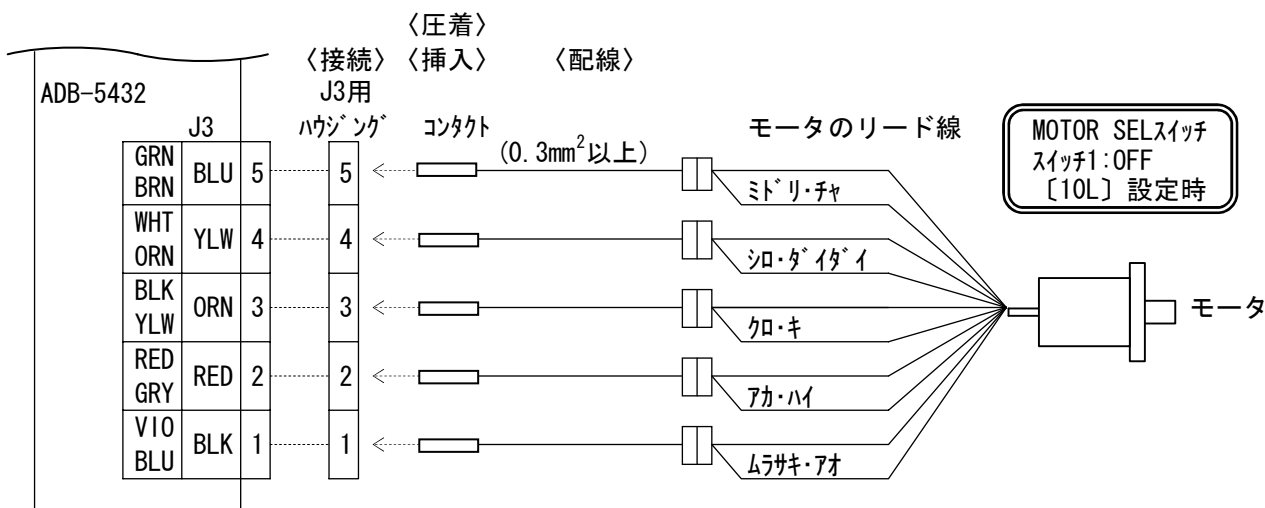 〈圧着〉
〈接続〉〈挿入〉 〈配線〉
ADB-5432
J3用
J3
ﾊｳｼﾞﾝｸﾞ
ｺﾝﾀｸﾄ
(0.3mm²以上)
モータのリード線
MOTOR SELｽｲｯﾁ
ｽｲｯﾁ1:OFF
〔10L〕設定時
GRN
BRN
BLU 5
5
ﾐﾄﾞﾘ･ﾁｬ
WHT
ORN
YLW 4
4
ｼﾛ･ﾀﾞｲﾀﾞｲ
BLK
YLW
ORN 3
3
ｸﾛ･ｷ
モータ
RED
GRY
RED 2
2
ｱｶ･ﾊｲ
VIO
BLU
BLK 1
1
ﾑﾗｻｷ･ｱｵ